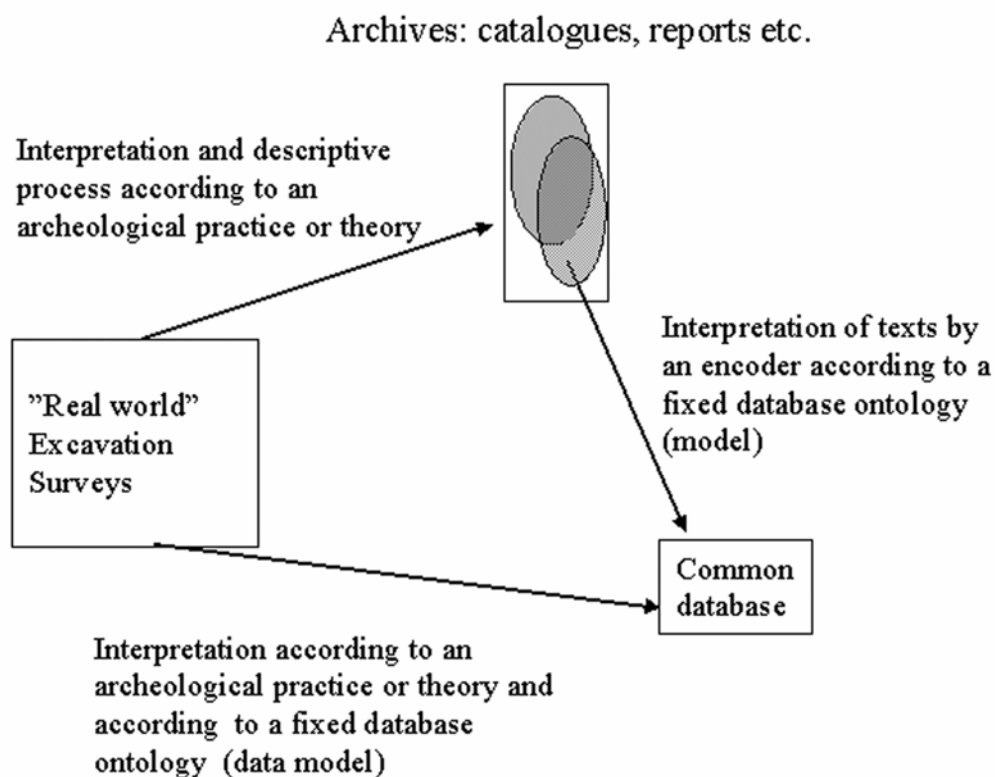 Archives: catalogues, reports etc.
Interpretation and descriptive
process according to an
archeological practice or theory
”Real world”
Excavation
Surveys
Interpretation of texts by
an encoder according to a
fixed database ontology
(model)
Common
database
Interpretation according to an
archeological practice or theory and
according to a fixed database
ontology (data model)